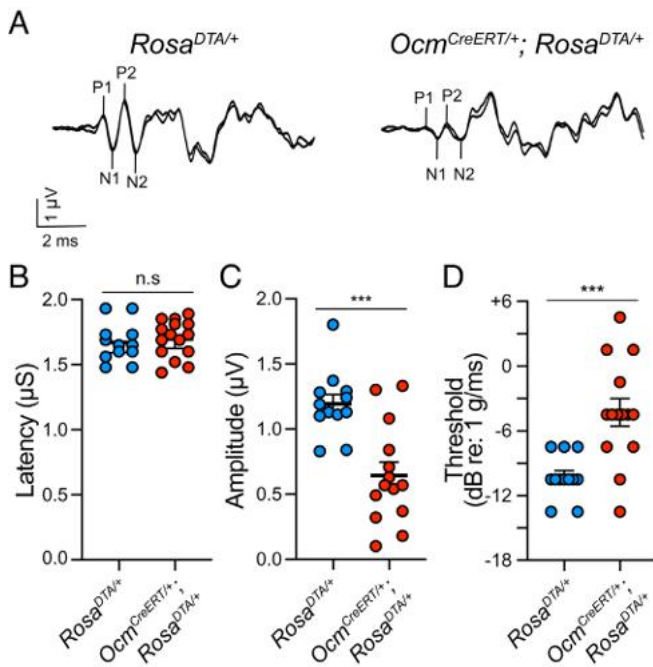 A
Rosa^DTA/+
Ocm^CreERT/+; Rosa^DTA/+
P1
P2
N1
N2
P1
P2
N1
N2
1 μV
2 ms
B
n.s
2.0
1.5
1.0
0.5
0.0
Latency (μS)
Rosa^DTA/+
Ocm^CreERT/+;
Rosa^DTA/+
C
***
2.0
1.5
1.0
0.5
0.0
Amplitude (μV)
Rosa^DTA/+
Ocm^CreERT/+;
Rosa^DTA/+
D
***
+6
0
-6
-12
-18
Threshold
(dB re: 1 g/ms)
Rosa^DTA/+
Ocm^CreERT/+;
Rosa^DTA/+